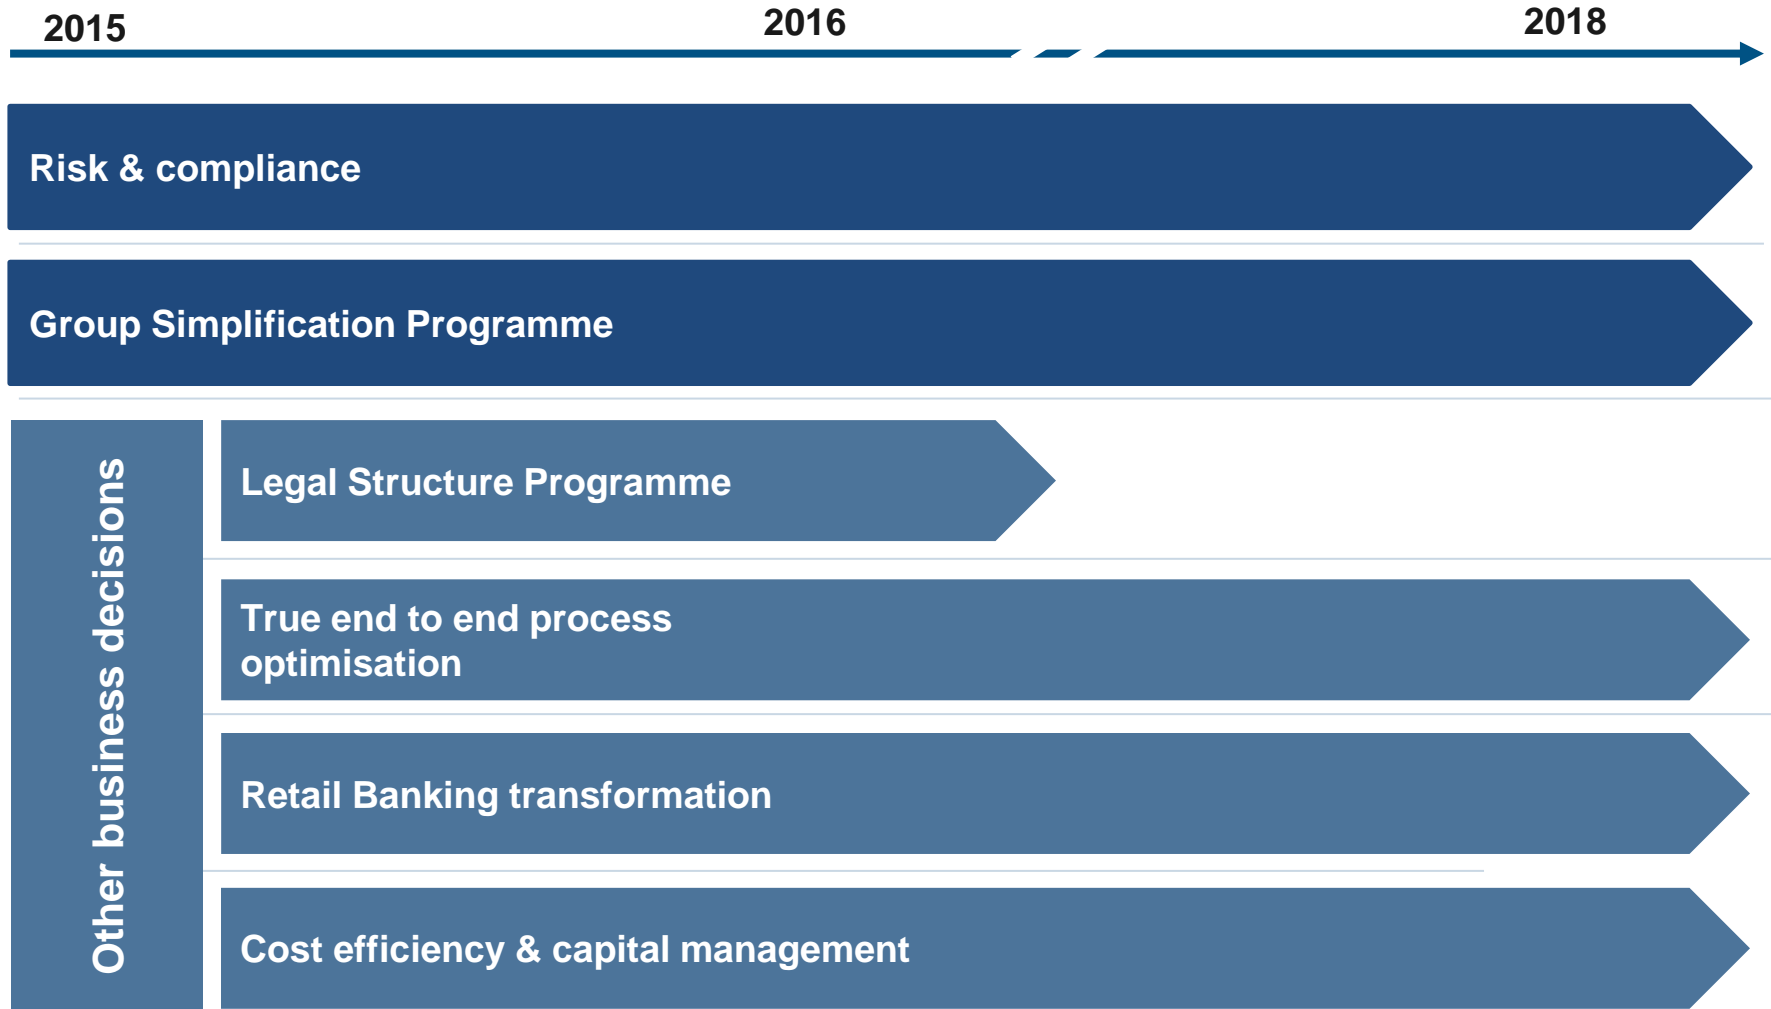 2015
2016
2018
Risk & compliance
Group Simplification Programme
Other business decisions
Legal Structure Programme
True end to end process
optimisation
Retail Banking transformation
Cost efficiency & capital management